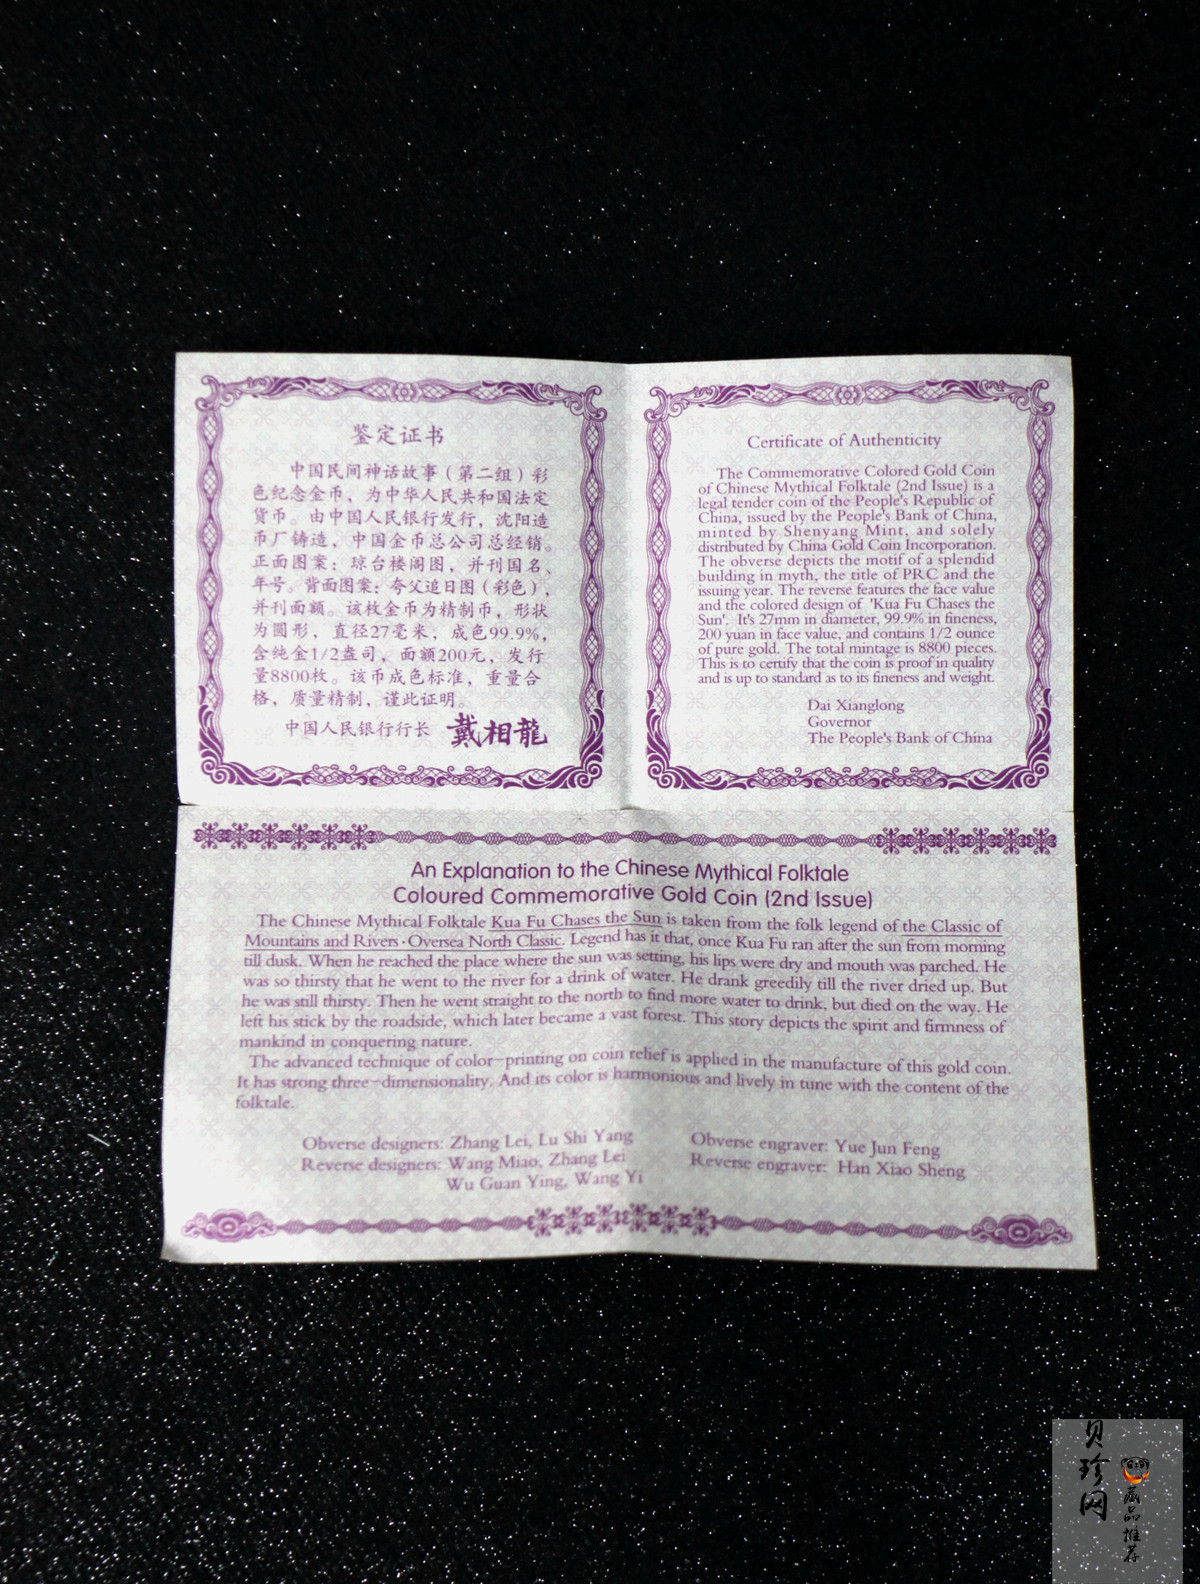 鉴定证书
中国民间神话故事（第二组）彩
色纪念金币，为中华人民共和国法定
货币。由中国人民银行发行，沈阳造
币厂铸造，中国金币总公司总经销。
正面图案：琼台楼阁图，并刊国名、
年号。背面图案：夸父追日图（彩色），
并刊面额。该枚金币为精制币，形状
为圆形，直径27毫米，成色99.9%，
含纯金1/2盎司，面额200元，发行
量8800枚。该币成色标准，重量合
格，质量精制，谨此证明。
中国人民银行行长 戴相龍
Certificate of Authenticity
The Commemorative Colored Gold Coin
of Chinese Mythical Folktale (2nd Issue) is a
legal tender coin of the People's Republic of
China, issued by the People's Bank of China,
minted by Shenyang Mint, and solely
distributed by China Gold Coin Incorporation.
The obverse depicts the motif of a splendid
building in myth, the title of PRC and the
issuing year. The reverse features the face value
and the colored design of 'Kua Fu Chases the
Sun'. It's 27mm in diameter, 99.9% in fineness,
200 yuan in face value, and contains 1/2 ounce
of pure gold. The total mintage is 8800 pieces.
This is to certify that the coin is proof in quality
and is up to standard as to its fineness and weight.
Dai Xianglong
Governor
The People's Bank of China
An Explanation to the Chinese Mythical Folktale
Coloured Commemorative Gold Coin (2nd Issue)
The Chinese Mythical Folktale Kua Fu Chases the Sun is taken from the folk legend of the Classic of
Mountains and Rivers·Oversea North Classic. Legend has it that, once Kua Fu ran after the sun from morning
till dusk. When he reached the place where the sun was setting, his lips were dry and mouth was parched. He
was so thirsty that he went to the river for a drink of water. He drank greedily till the river dried up. But
he was still thirsty. Then he went straight to the north to find more water to drink, but died on the way. He
left his stick by the roadside, which later became a vast forest. This story depicts the spirit and firmness of
mankind in conquering nature.
The advanced technique of color-printing on coin relief is applied in the manufacture of this gold coin.
It has strong three-dimensionality. And its color is harmonious and lively in tune with the content of the
folktale.
Obverse designers: Zhang Lei, Lu Shi Yang
Reverse designers: Wang Miao, Zhang Lei
Wu Guan Ying, Wang Yi
Obverse engraver: Yue Jun Feng
Reverse engraver: Han Xiao Sheng
贝珍网
藏品推荐